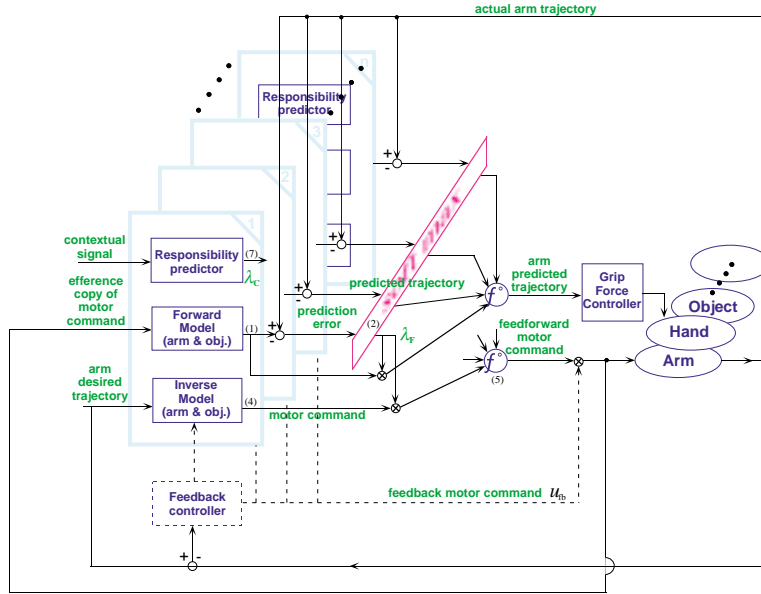 actual arm trajectory
n
Responsibility
predictor
3
2
1
+
-
+
-
contextual
signal
Responsibility
predictor
(7)
λC
efference
copy of
motor
command
predicted trajectory
arm
predicted
trajectory
Grip
Force
Controller
Object
Hand
Arm
+
-
prediction
error
f°
Forward
Model
(arm & obj.)
(1)
+
-
(2)
λF
feedforward
motor
command
f°
(5)
arm
desired
trajectory
Inverse
Model
(arm & obj.)
(4)
motor command
Feedback
controller
feedback motor command ufb
+
-